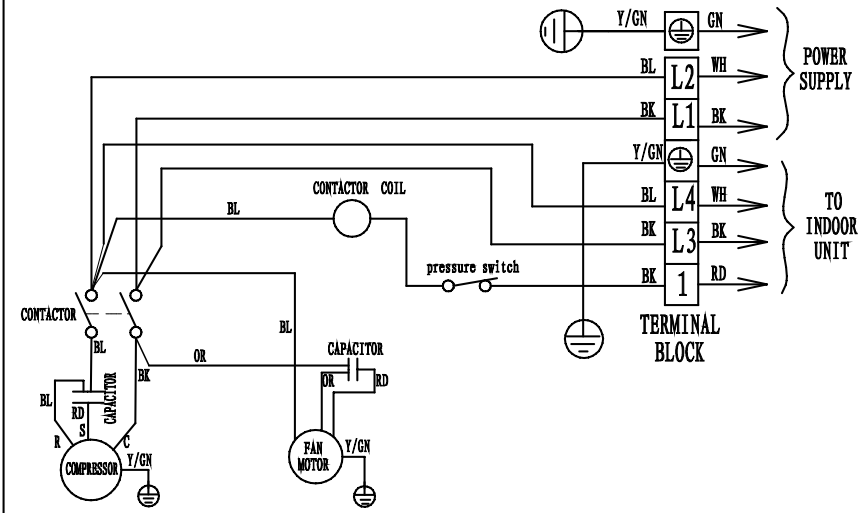 Y/GN
GN
BL
L2
WH
POWER
SUPPLY
BK
L1
BK
Y/GN
GN
BL
L4
WH
TO
INDOOR
UNIT
BK
L3
BK
CONTACTOR COIL
BL
pressure switch
BK
1
RD
TERMINAL
BLOCK
CONTACTOR
BL
BL
BK
OR
CAPACITOR
OR
RD
BL
RD
CAPACITOR
S
R
C
COMPRESSOR
Y/GN
FAN
MOTOR
Y/GN